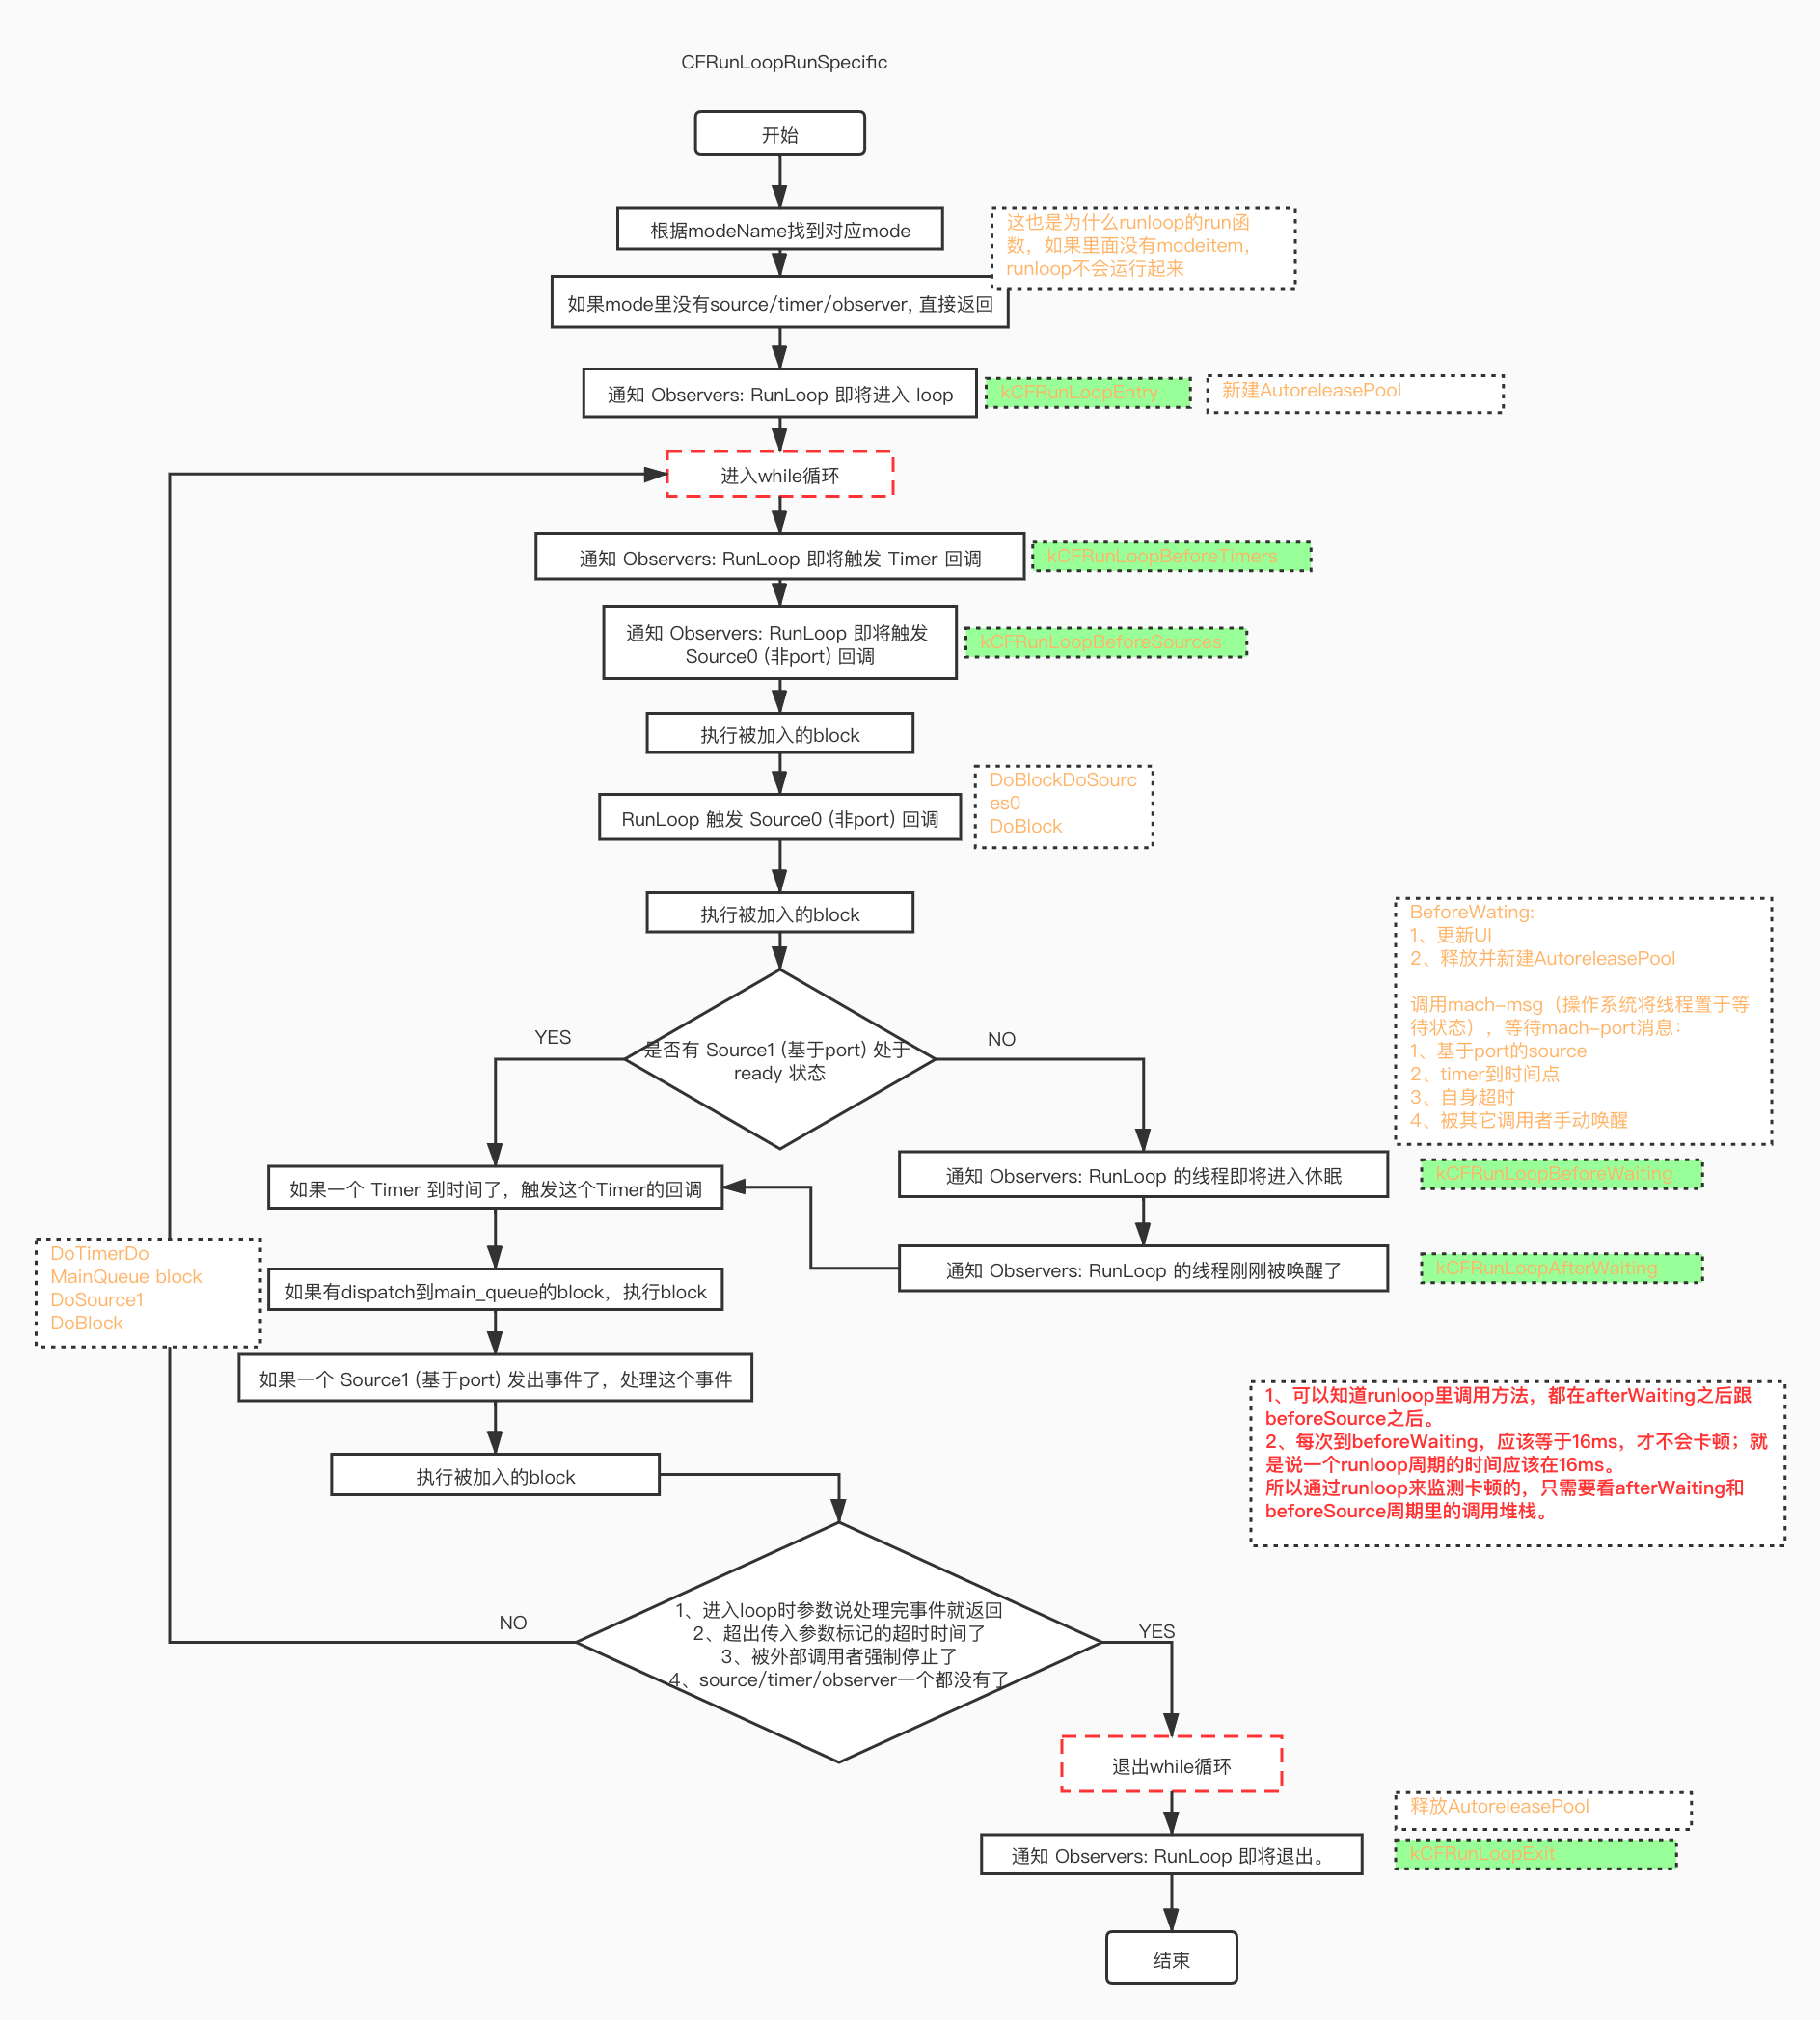 CFRunLoopRunSpecific
开始
根据modeName找到对应mode
这也是为什么runloop的run函
数，如果里面没有modeitem，
runloop不会运行起来
如果mode里没有source/timer/observer, 直接返回
通知 Observers: RunLoop 即将进入 loop
kCFRunLoopEntry
新建AutoreleasePool
进入while循环
通知 Observers: RunLoop 即将触发 Timer 回调
kCFRunLoopBeforeTimers
通知 Observers: RunLoop 即将触发
Source0 (非port) 回调
kCFRunLoopBeforeSources
执行被加入的block
RunLoop 触发 Source0 (非port) 回调
DoBlockDoSourc
es0
DoBlock
执行被加入的block
BeforeWating:
1、更新UI
2、释放并新建AutoreleasePool
调用mach-msg（操作系统将线程置于等
待状态），等待mach-port消息：
1、基于port的source
2、timer到时间点
3、自身超时
4、被其它调用者手动唤醒
YES
是否有 Source1 (基于port) 处于
ready 状态
NO
通知 Observers: RunLoop 的线程即将进入休眠
kCFRunLoopBeforeWaiting
如果一个 Timer 到时间了，触发这个Timer的回调
通知 Observers: RunLoop 的线程刚刚被唤醒了
kCFRunLoopAfterWaiting
DoTimerDo
MainQueue block
DoSource1
DoBlock
如果有dispatch到main_queue的block，执行block
如果一个 Source1 (基于port) 发出事件了，处理这个事件
执行被加入的block
1、可以知道runloop里调用方法，都在afterWaiting之后跟
beforeSource之后。
2、每次到beforeWaiting，应该等于16ms，才不会卡顿；就
是说一个runloop周期的时间应该在16ms。
所以通过runloop来监测卡顿的，只需要看afterWaiting和
beforeSource周期里的调用堆栈。
NO
1、进入loop时参数说处理完事件就返回
2、超出传入参数标记的超时时间了
3、被外部调用者强制停止了
4、source/timer/observer一个都没有了
YES
退出while循环
释放AutoreleasePool
通知 Observers: RunLoop 即将退出。
kCFRunLoopExit
结束